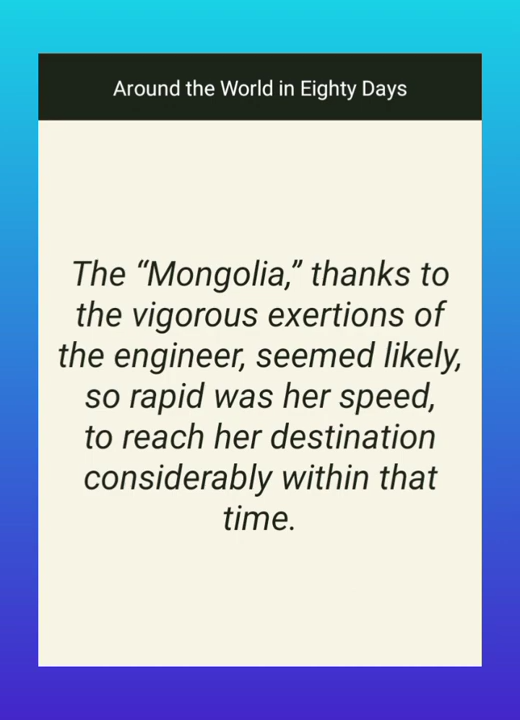 Around the World in Eighty Days
The “Mongolia,” thanks to
the vigorous exertions of
the engineer, seemed likely,
so rapid was her speed,
to reach her destination
considerably within that
time.